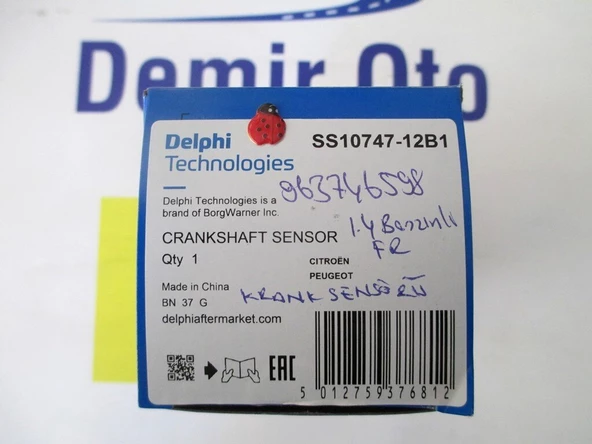 Demir Oto
Delphi
Technologies
SS10747-12B1
963746598
Delphi Technologies is a
brand of BorgWarner Inc.
CRANKSHAFT SENSOR
1.4 Benzinli
FR
Qty 1
CITROËN
PEUGEOT
Made in China
BN 37 G
KRANK SENSÖRÜ
delphiaftermarket.com
EAC
5 012759 376812